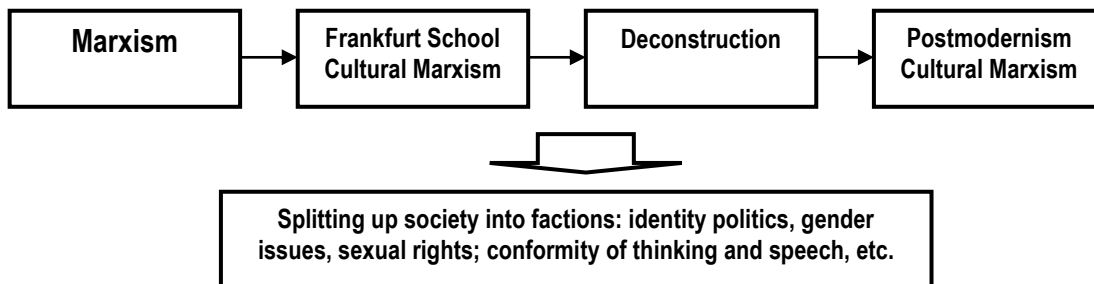 Marxism
Frankfurt School
Cultural Marxism
Deconstruction
Postmodernism
Cultural Marxism
Splitting up society into factions: identity politics, gender
issues, sexual rights; conformity of thinking and speech, etc.